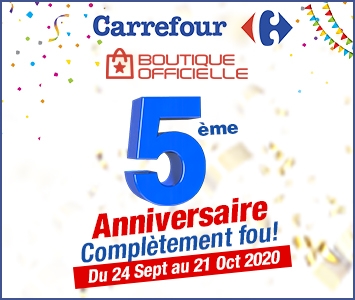 Carrefour
BOUTIQUE
OFFICIELLE
5ème
Anniversaire
Complètement fou!
Du 24 Sept au 21 Oct 2020